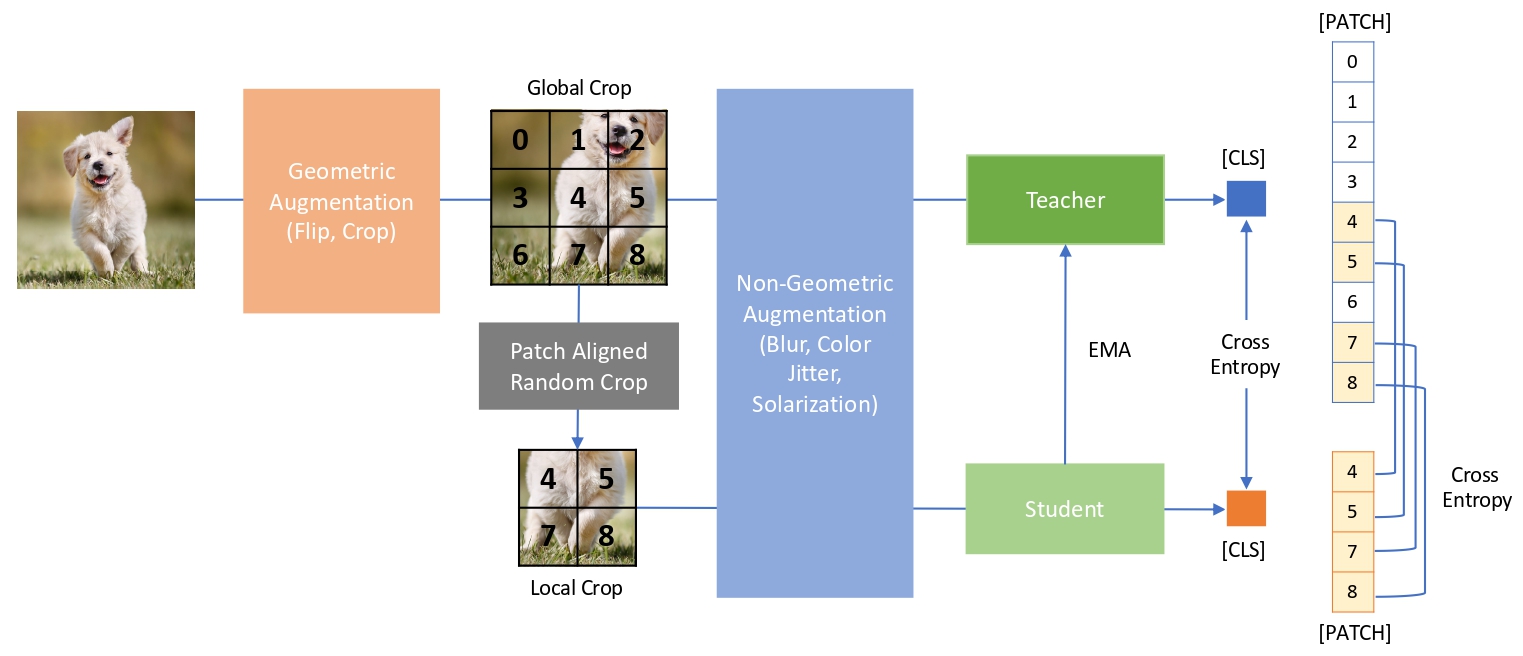 Geometric
Augmentation
(Flip, Crop)
Global Crop
0 1 2
3 4 5
6 7 8
Patch Aligned
Random Crop
4 5
7 8
Local Crop
Non-Geometric
Augmentation
(Blur, Color
Jitter,
Solarization)
Teacher
EMA
Student
[CLS]
Cross
Entropy
[CLS]
[PATCH]
0
1
2
3
4
5
6
7
8
4
5
7
8
[PATCH]
Cross
Entropy